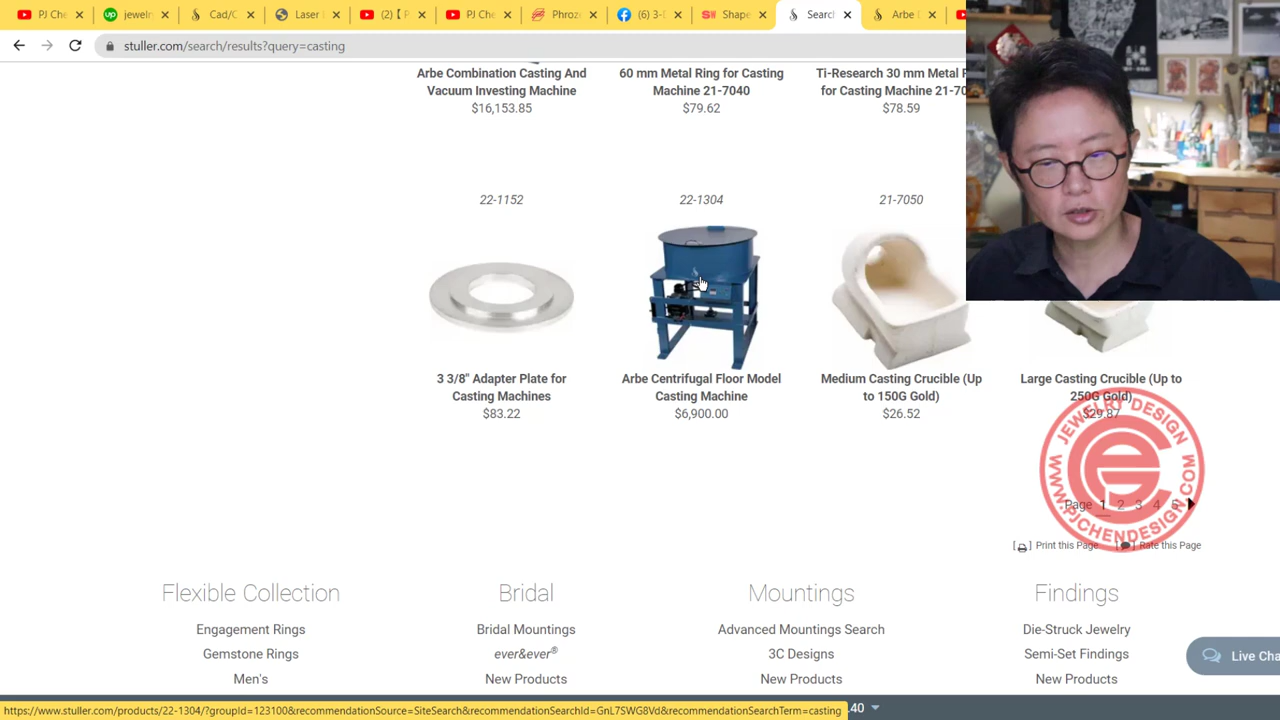 PJ Che
jewelr
Cad/C
Laser I
(2)【 F
PJ Che
Phroze
(6) 3-D
Shape
Searc
Arbe
stuller.com/search/results?query=casting
Arbe Combination Casting And
Vacuum Investing Machine
$16,153.85
60 mm Metal Ring for Casting
Machine 21-7040
$79.62
Ti-Research 30 mm Metal
for Casting Machine 21-70
$78.59
22-1152
22-1304
21-7050
3 3/8" Adapter Plate for
Casting Machines
$83.22
Arbe Centrifugal Floor Model
Casting Machine
$6,900.00
Medium Casting Crucible (Up
to 150G Gold)
$26.52
Large Casting Crucible (Up to
250G Gold)
$29.87
JEWELRY DESIGN
WWW.PJCHENDESIGN.COM
Page 1 2 3 4 5
[ ] Print this Page
[ ] Rate this Page
Flexible Collection
Engagement Rings
Gemstone Rings
Men's
Bridal
Bridal Mountings
ever&ever®
New Products
Mountings
Advanced Mountings Search
3C Designs
New Products
Findings
Die-Struck Jewelry
Semi-Set Findings
New Products
Live Cha
https://www.stuller.com/products/22-1304/?groupId=123100&recommendationSource=SiteSearch&recommendationSearchId=GnL7SWG8Vd&recommendationSearchTerm=casting
.40